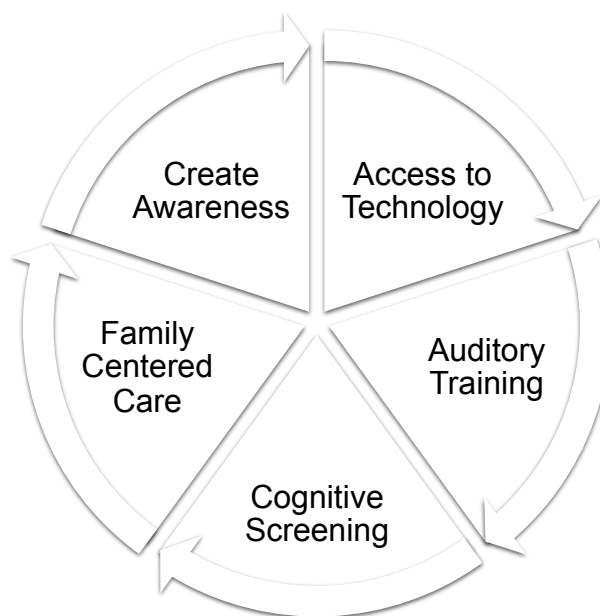 Create
Awareness
Access to
Technology
Auditory
Training
Cognitive
Screening
Family
Centered
Care